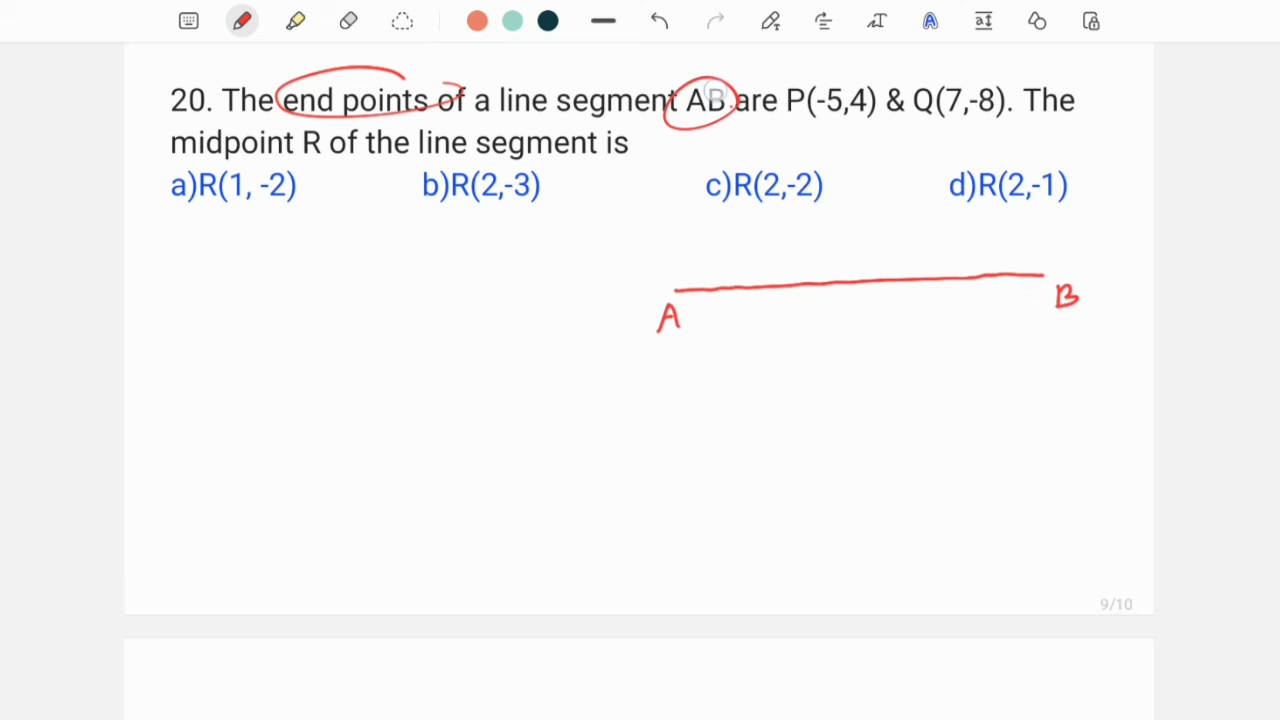 20. The end points of a line segment AB are P(-5,4) & Q(7,-8). The
midpoint R of the line segment is
a)R(1, -2) b)R(2,-3) c)R(2,-2) d)R(2,-1)
A B
9/10